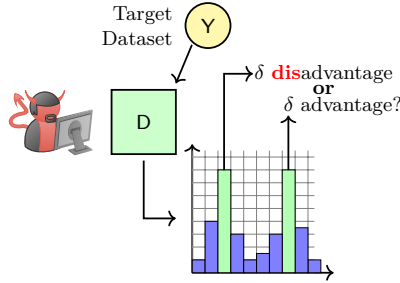 Target
Dataset
Y
D
δ disadvantage
or
δ advantage?